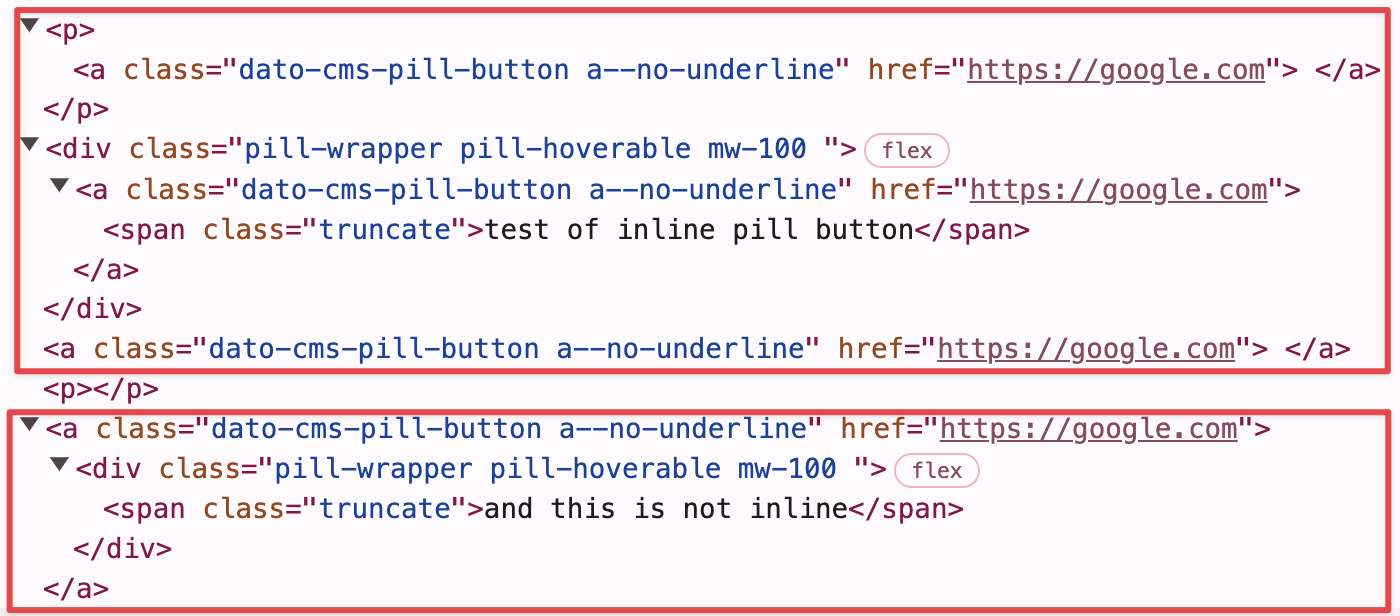 <p>
<a class="dato-cms-pill-button a--no-underline" href="https://google.com"> </a>
</p>
<div class="pill-wrapper pill-hoverable mw-100 "> flex
<a class="dato-cms-pill-button a--no-underline" href="https://google.com">
<span class="truncate">test of inline pill button</span>
</a>
</div>
<a class="dato-cms-pill-button a--no-underline" href="https://google.com"> </a>
<p></p>
<a class="dato-cms-pill-button a--no-underline" href="https://google.com">
<div class="pill-wrapper pill-hoverable mw-100 "> flex
<span class="truncate">and this is not inline</span>
</div>
</a>